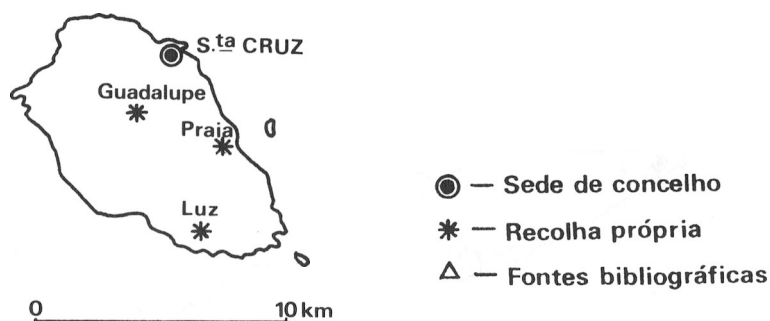 S.ta CRUZ
Guadalupe
Praia
Luz
0 10 km
— Sede de concelho
— Recolha própria
— Fontes bibliográficas